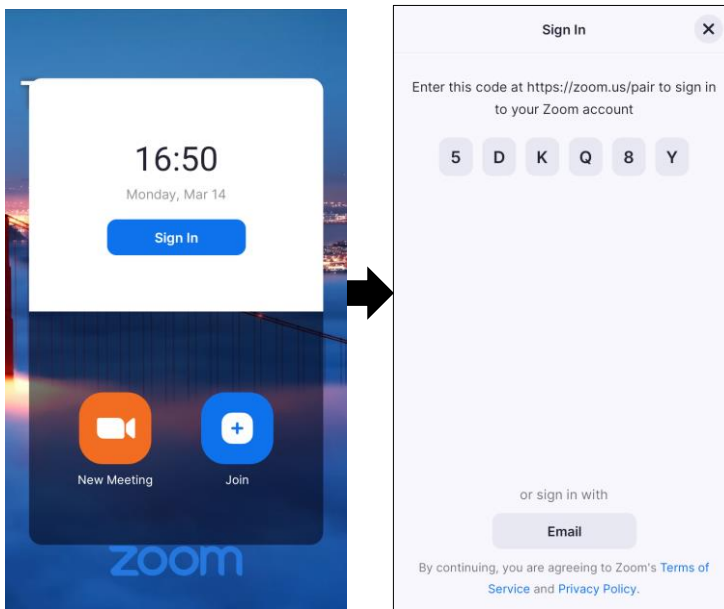 16:50
Monday, Mar 14
Sign In
New Meeting
Join
zoom
Sign In
Enter this code at https://zoom.us/pair to sign in
to your Zoom account
5 D K Q 8 Y
or sign in with
Email
By continuing, you are agreeing to Zoom's Terms of
Service and Privacy Policy.